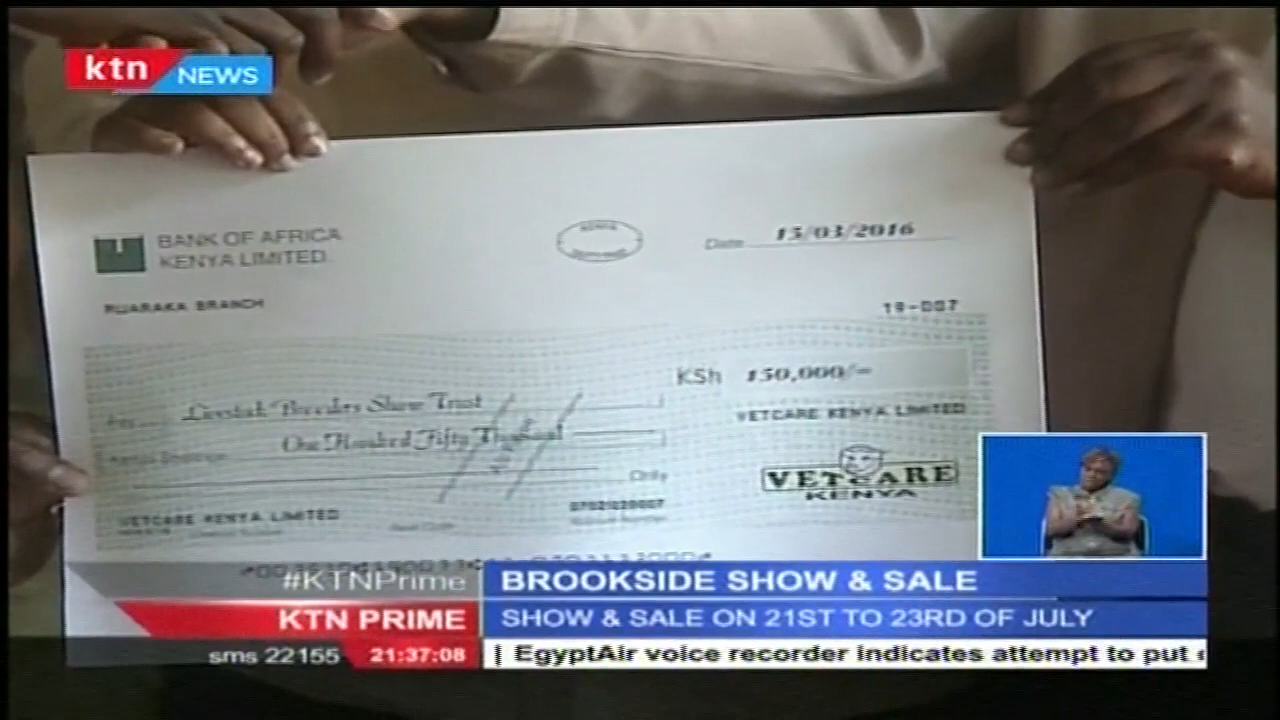 ktn NEWS
BANK OF AFRICA
KENYA LIMITED
Date 15/03/2016
RUARAKA BRANCH
19-007
KSh 150,000/=
Livestock Breeders Show Trust
One Hundred Fifty Thousand
Only
VETCARE KENYA LIMITED
VETCARE
KENYA
VETCARE KENYA LIMITED
#KTNPrime
BROOKSIDE SHOW & SALE
KTN PRIME
SHOW & SALE ON 21ST TO 23RD OF JULY
sms 22155
21:37:08
| EgyptAir voice recorder indicates attempt to put